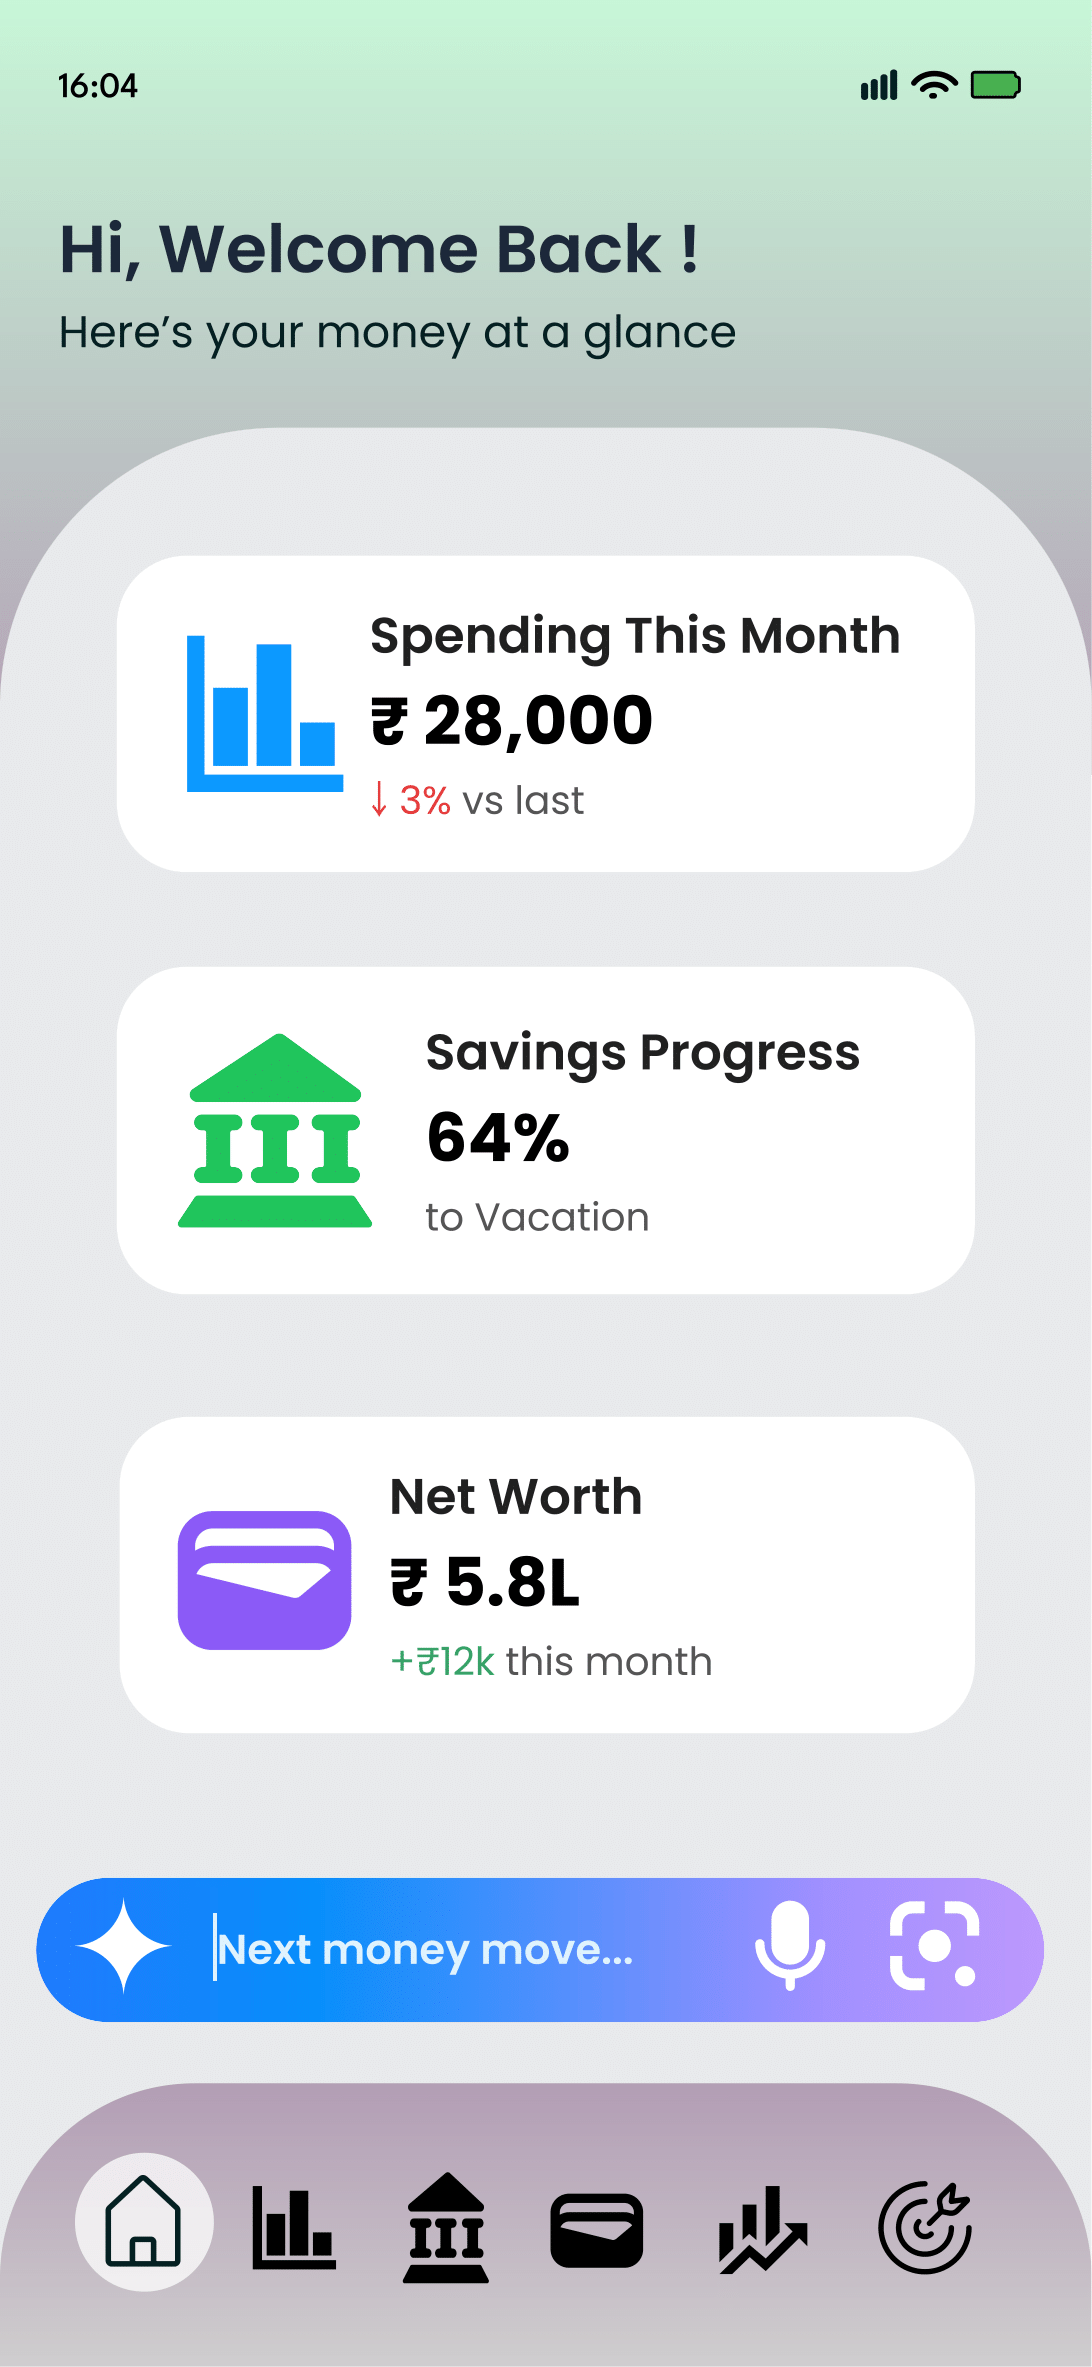 16:04
Hi, Welcome Back !
Here’s your money at a glance
Spending This Month
₹ 28,000
↓ 3% vs last
Savings Progress
64%
to Vacation
Net Worth
₹ 5.8L
+₹12k this month
Next money move...